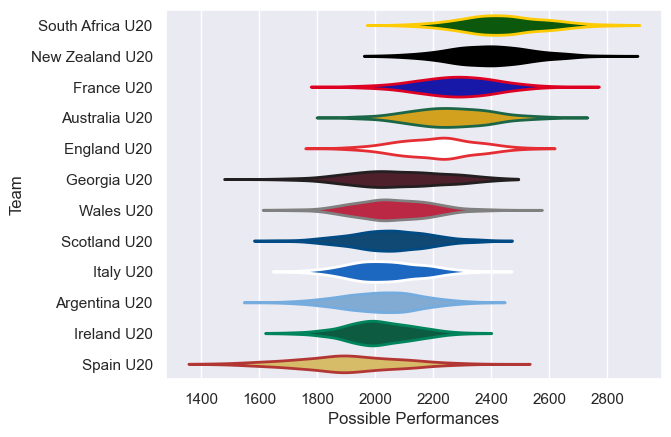 South Africa U20
New Zealand U20
France U20
Australia U20
England U20
Georgia U20
Wales U20
Scotland U20
Italy U20
Argentina U20
Ireland U20
Spain U20
Team
1400 1600 1800 2000 2200 2400 2600 2800
Possible Performances